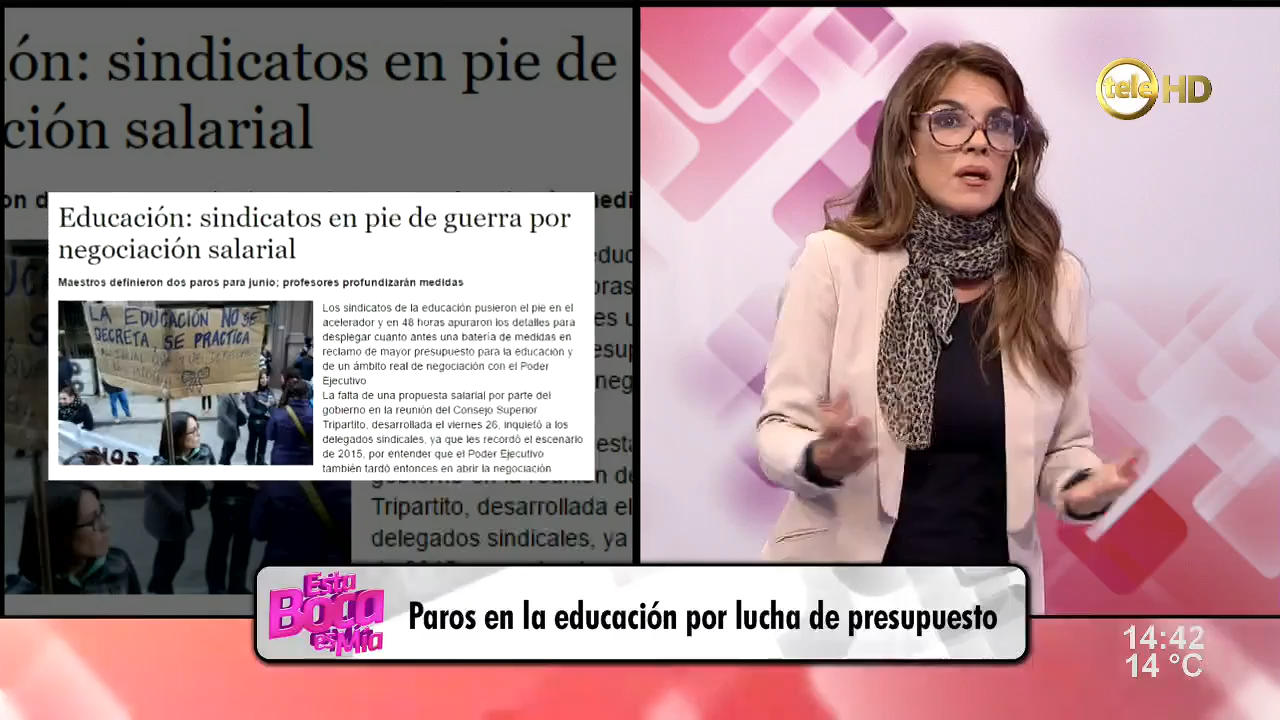 ión: sindicatos en pie de
ción salarial
Educación: sindicatos en pie de guerra por
negociación salarial
Maestros definieron dos paros para junio; profesores profundizarán medidas
LA EDUCACIÓN NO SE
DECRETA, SE PRACTICA
Los sindicatos de la educación pusieron el pie en el
acelerador y en 48 horas apuraron los detalles para
desplegar cuanto antes una batería de medidas en
reclamo de mayor presupuesto para la educación y
de un ámbito real de negociación con el Poder
Ejecutivo
La falta de una propuesta salarial por parte del
gobierno en la reunión del Consejo Superior
Tripartito, desarrollada el viernes 26, inquietó a los
delegados sindicales, ya que les recordó el escenario
de 2015, por entender que el Poder Ejecutivo
también tardó entonces en abrir la negociación
Tripartito, desarrollada el
delegados sindicales, ya
tele HD
Esta
Boca
es Mía
Paros en la educación por lucha de presupuesto
14:42
14 °C